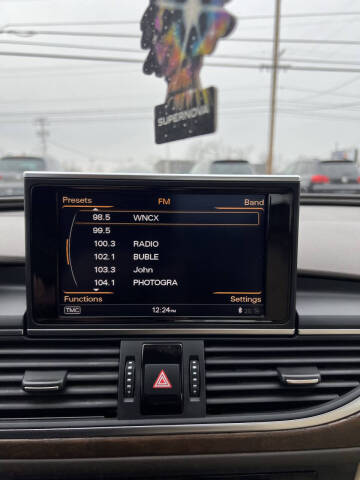 SUPERNOVA
Presets FM Band
98.5 WNCX
99.5
100.3 RADIO
102.1 BUBLE
103.3 John
104.1 PHOTOGRA
Functions Settings
TMC 12:24PM